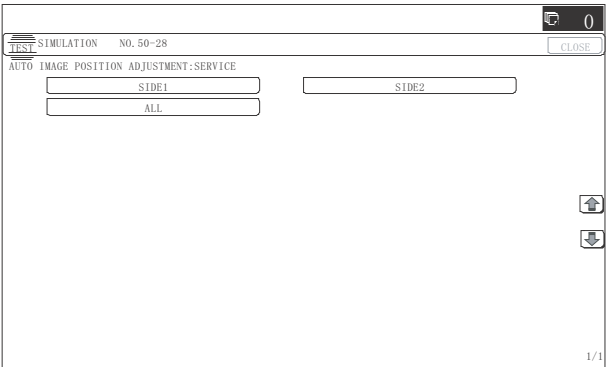 0
TEST SIMULATION NO.50-28
CLOSE
AUTO IMAGE POSITION ADJUSTMENT:SERVICE
SIDE1 SIDE2
ALL
1/1